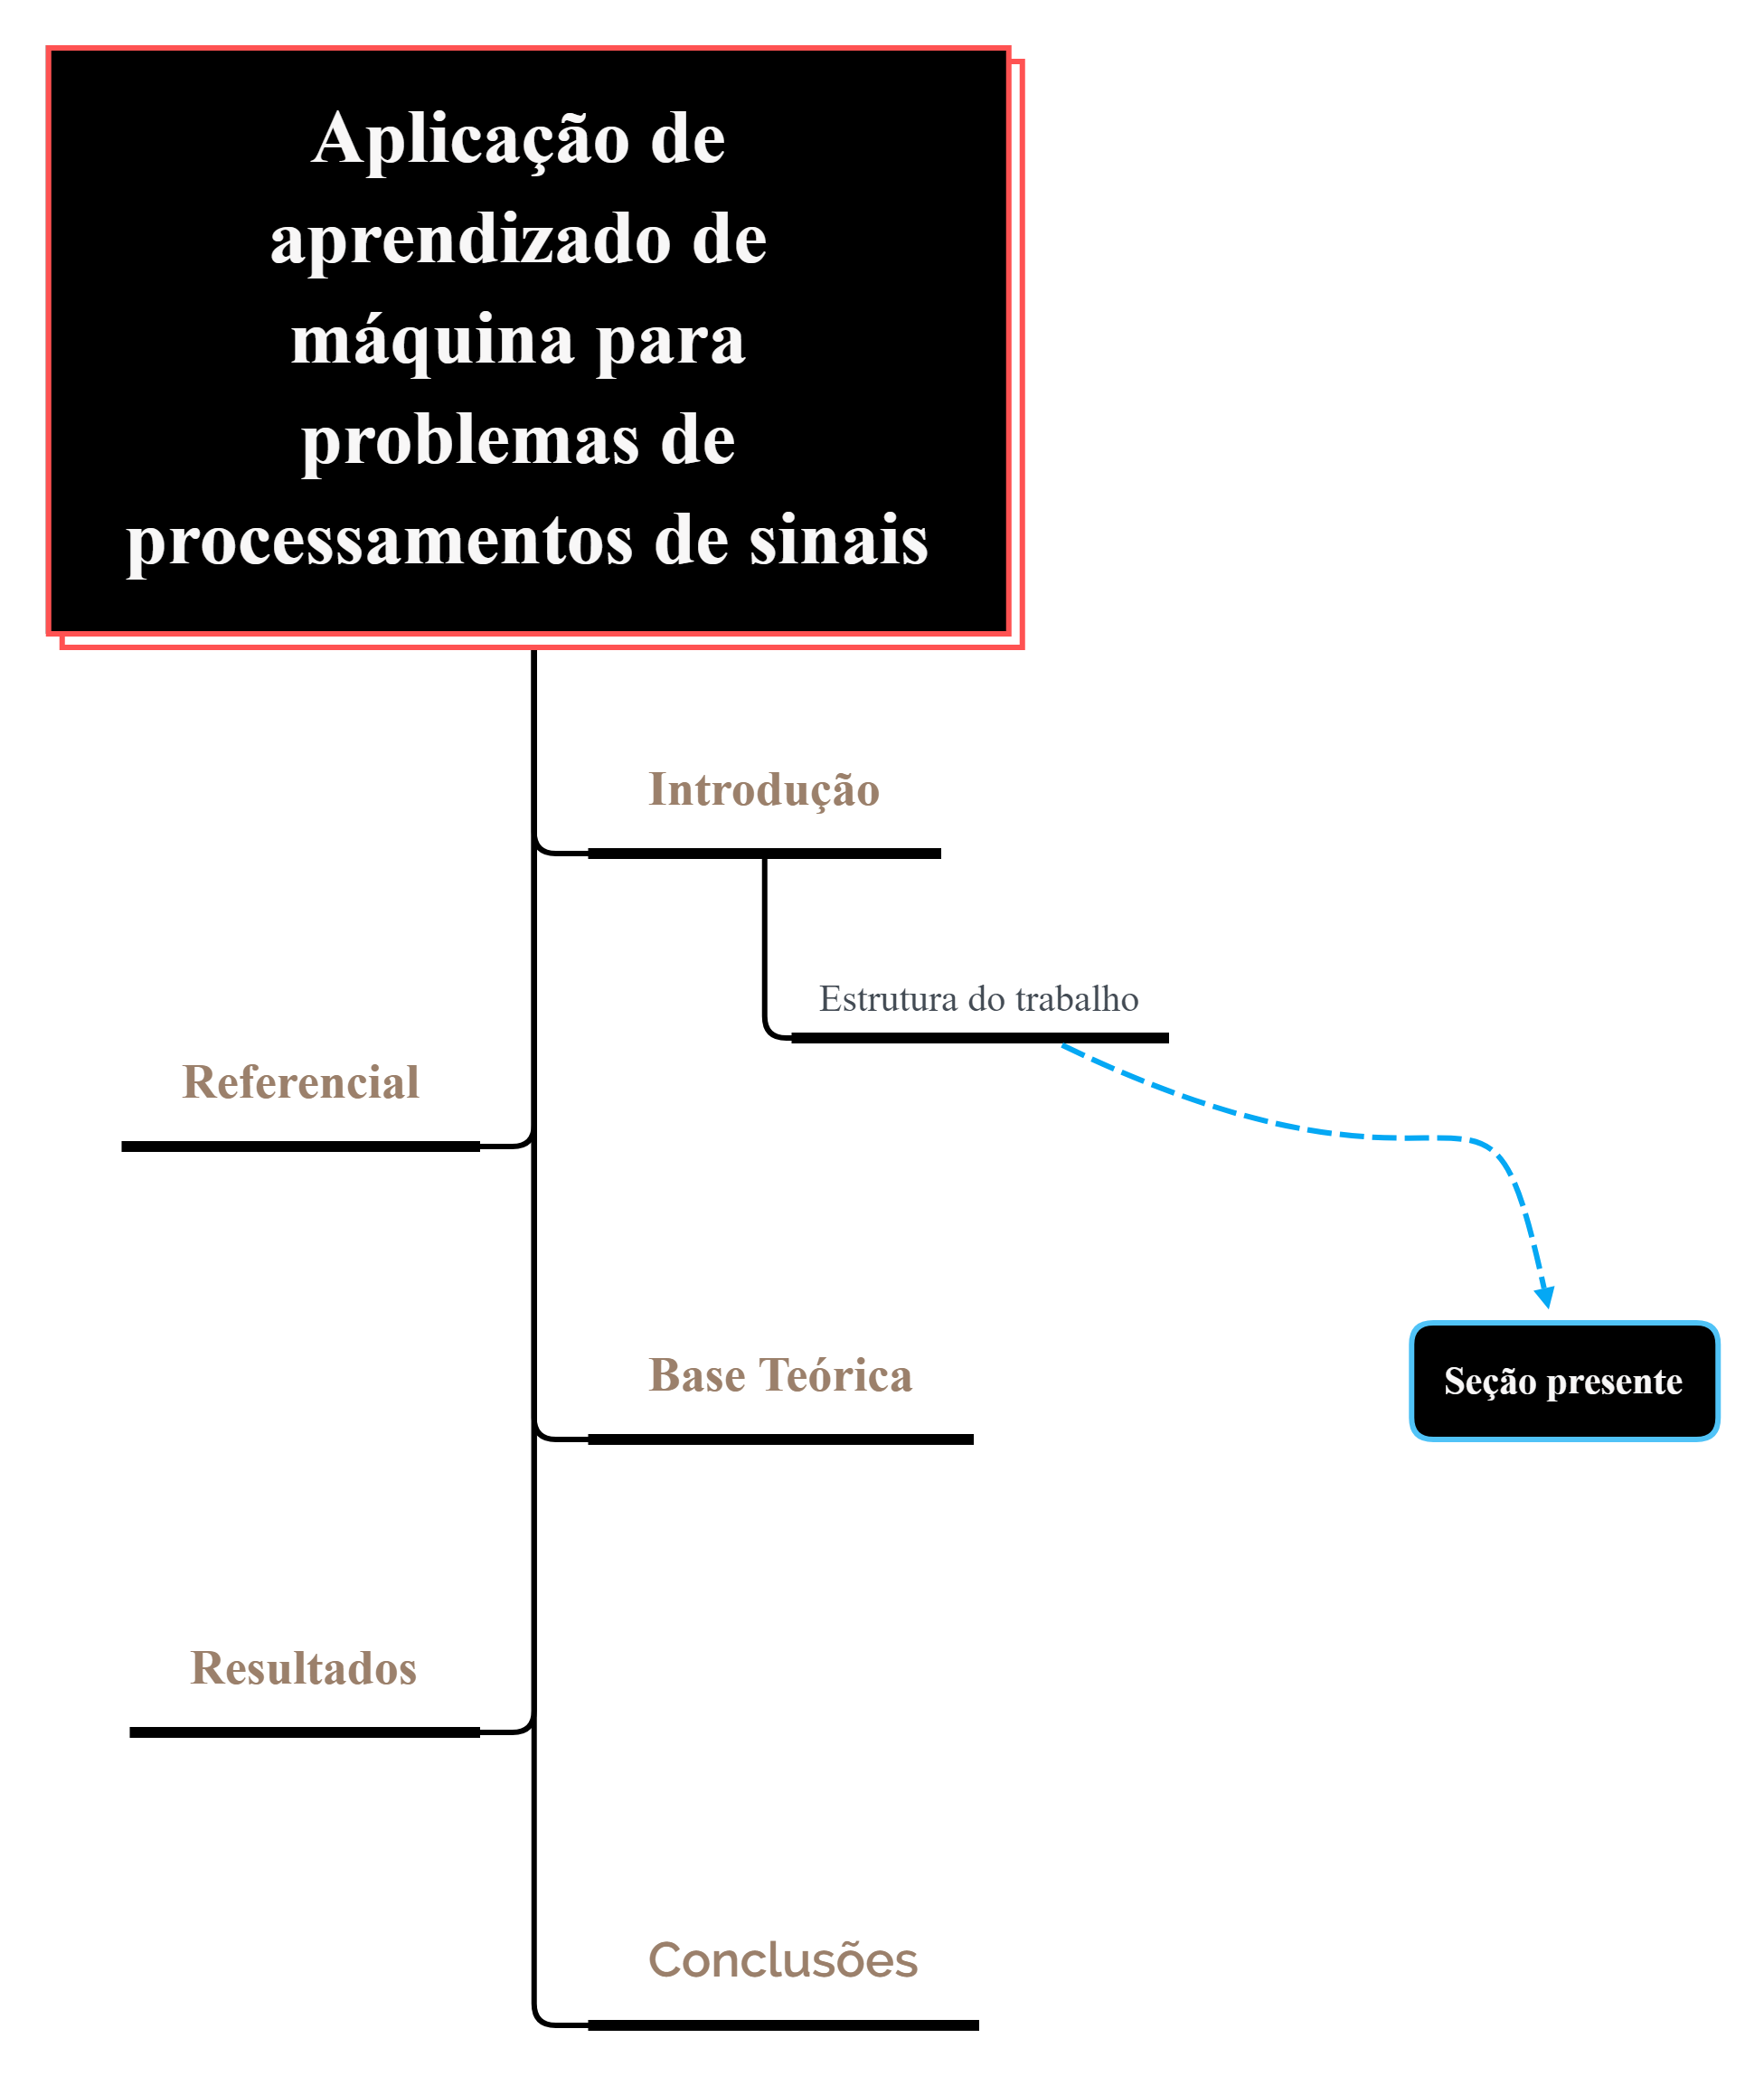 Aplicação de
aprendizado de
máquina para
problemas de
processamentos de sinais
Introdução
Estrutura do trabalho
Referencial
Base Teórica
Seção presente
Resultados
Conclusões